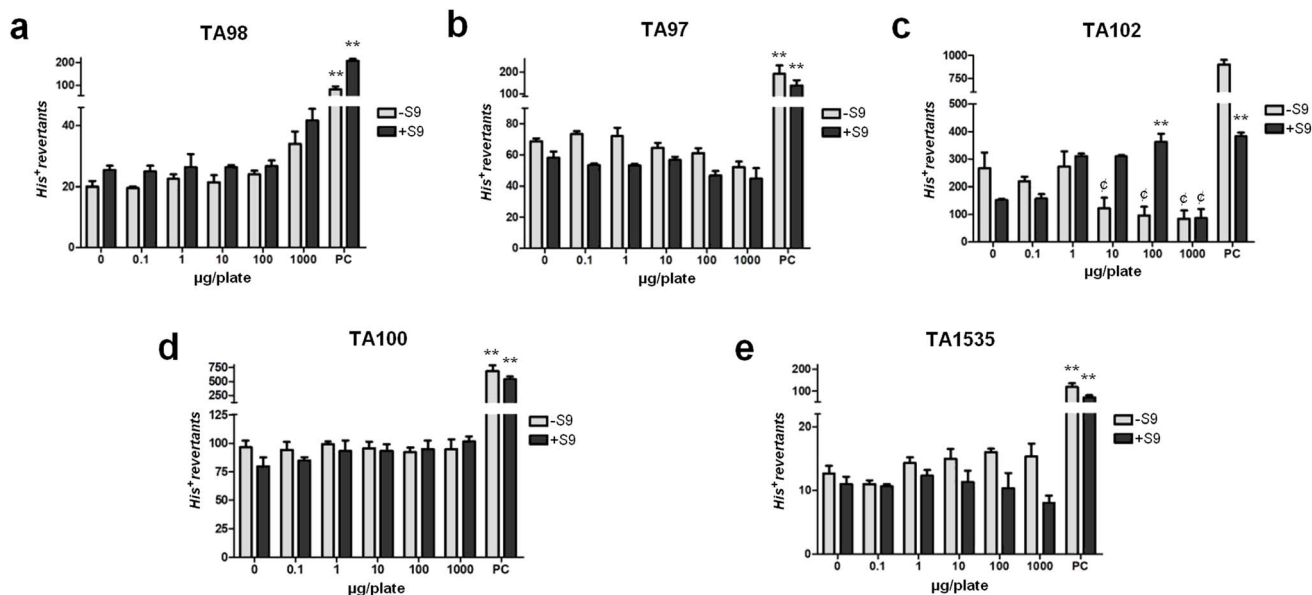 a
TA98
**
**
200
100
40
20
0
His+revertants
-S9
+S9
0 0.1 1 10 100 1000 PC
µg/plate
b
TA97
**
**
200
100
80
60
40
20
0
His+revertants
-S9
+S9
0 0.1 1 10 100 1000 PC
µg/plate
c
TA102
1000
750
500
400
300
200
100
0
His+revertants
¢ ¢ ** ¢ ¢ **
-S9
+S9
0 0.1 1 10 100 1000 PC
µg/plate
d
TA100
**
**
750
500
250
125
100
75
50
25
0
His+revertants
-S9
+S9
0 0.1 1 10 100 1000 PC
µg/plate
e
TA1535
**
**
200
100
20
10
0
His+revertants
-S9
+S9
0 0.1 1 10 100 1000 PC
µg/plate